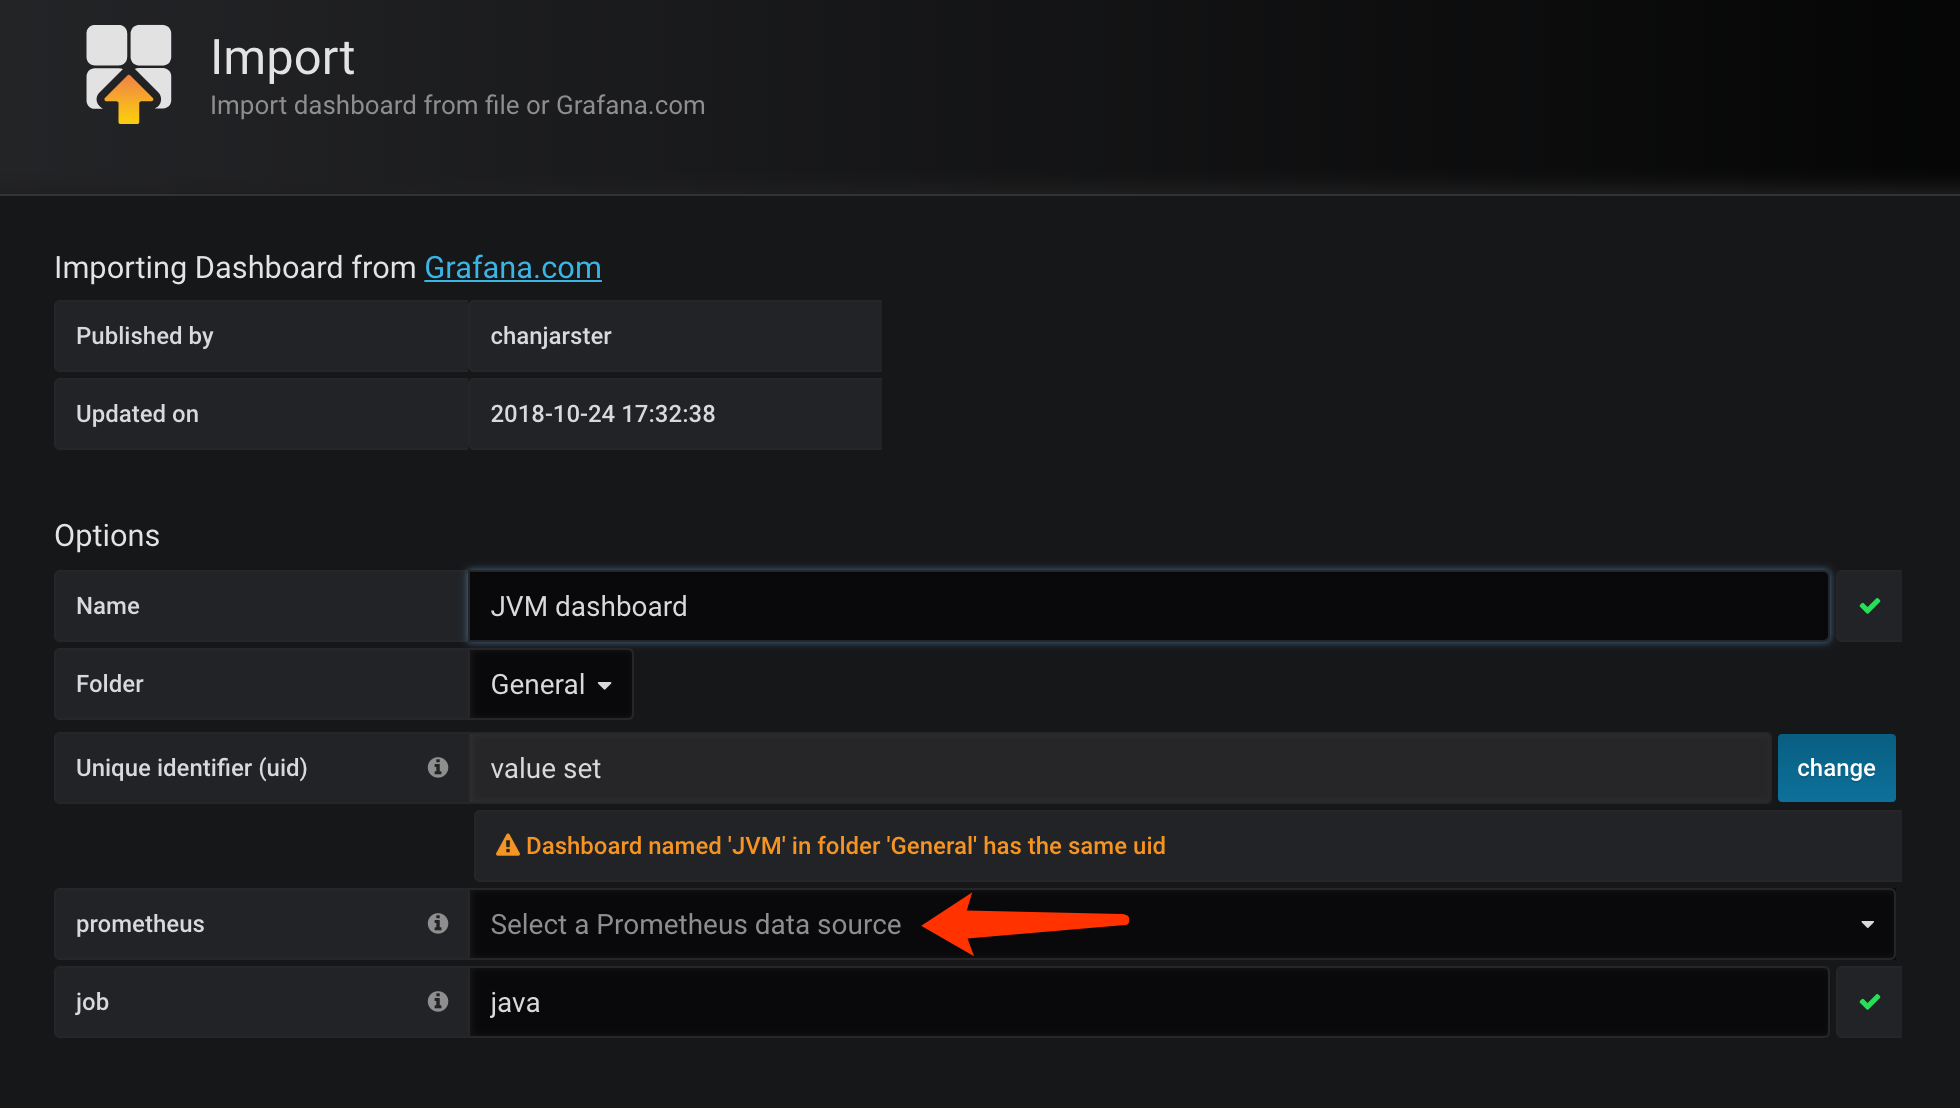 Import
Import dashboard from file or Grafana.com
Importing Dashboard from Grafana.com
Published by chanjarster
Updated on 2018-10-24 17:32:38
Options
Name JVM dashboard
Folder General
Unique identifier (uid) value set change
Dashboard named 'JVM' in folder 'General' has the same uid
prometheus Select a Prometheus data source
job java